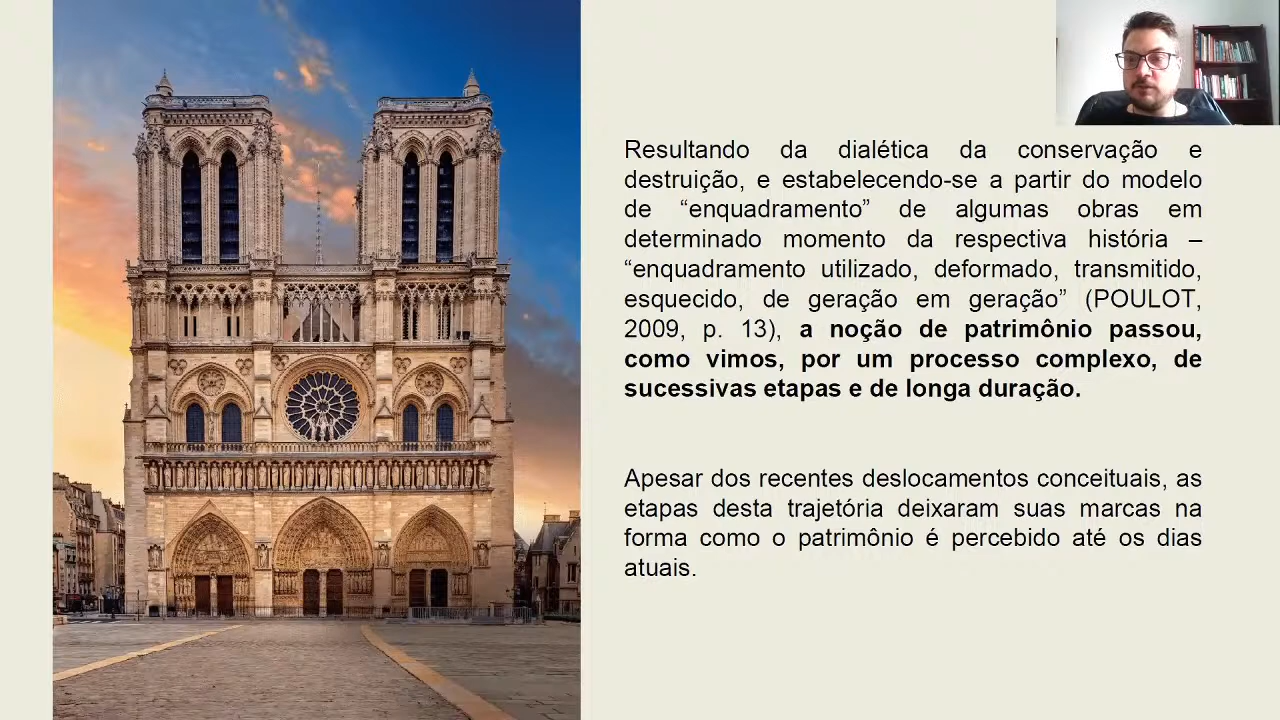 Resultando da dialética da conservação e
destruição, e estabelecendo-se a partir do modelo
de “enquadramento” de algumas obras em
determinado momento da respectiva história –
“enquadramento utilizado, deformado, transmitido,
esquecido, de geração em geração” (POULOT,
2009, p. 13), a noção de patrimônio passou,
como vimos, por um processo complexo, de
sucessivas etapas e de longa duração.
Apesar dos recentes deslocamentos conceituais, as
etapas desta trajetória deixaram suas marcas na
forma como o patrimônio é percebido até os dias
atuais.